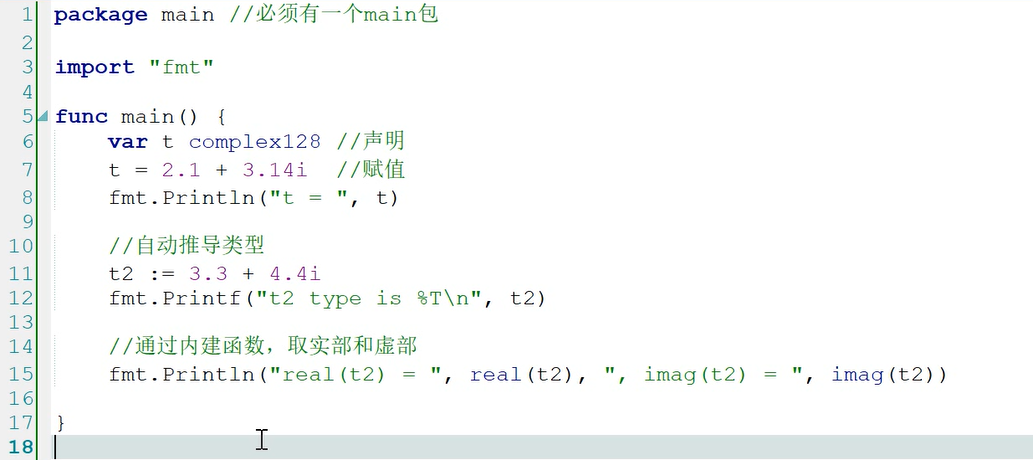 1 package main //必须有一个main包
2
3 import "fmt"
4
5 func main() {
6 var t complex128 //声明
7 t = 2.1 + 3.14i //赋值
8 fmt.Println("t = ", t)
9
10 //自动推导类型
11 t2 := 3.3 + 4.4i
12 fmt.Printf("t2 type is %T\n", t2)
13
14 //通过内建函数，取实部和虚部
15 fmt.Println("real(t2) = ", real(t2), ", imag(t2) = ", imag(t2))
16
17 }
18